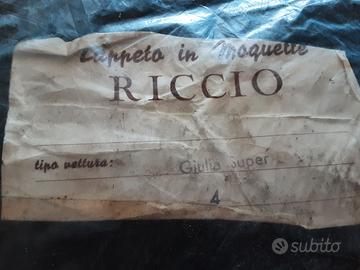 Tappeto in Moquette
RICCIO
tipo vettura: Giulia Super
4
subito